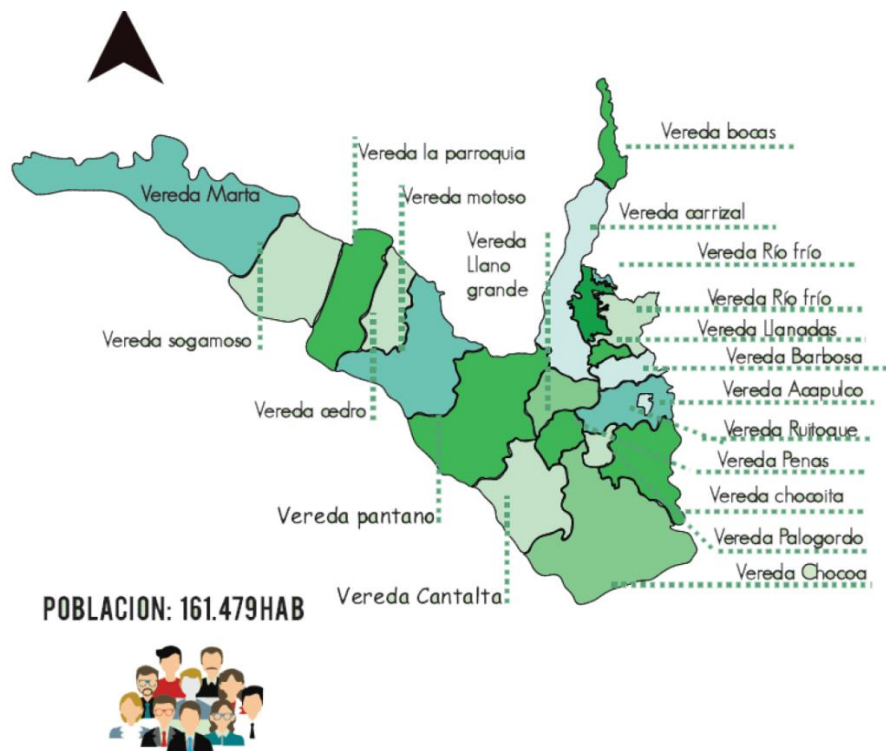 Vereda bocas
Vereda la parroquia
Vereda Marta
Vereda motoso
Vereda carrizal
Vereda
Llano
grande
Vereda Río frío
Vereda Río frío
Vereda sogamoso
Vereda Llanadas
Vereda Barbosa
Vereda cedro
Vereda Acapulco
Vereda Ruitoque
Vereda Penas
Vereda pantano
Vereda chocoita
Vereda Palogordo
Vereda Cantalta
Vereda Chocoa
POBLACION: 161.479HAB